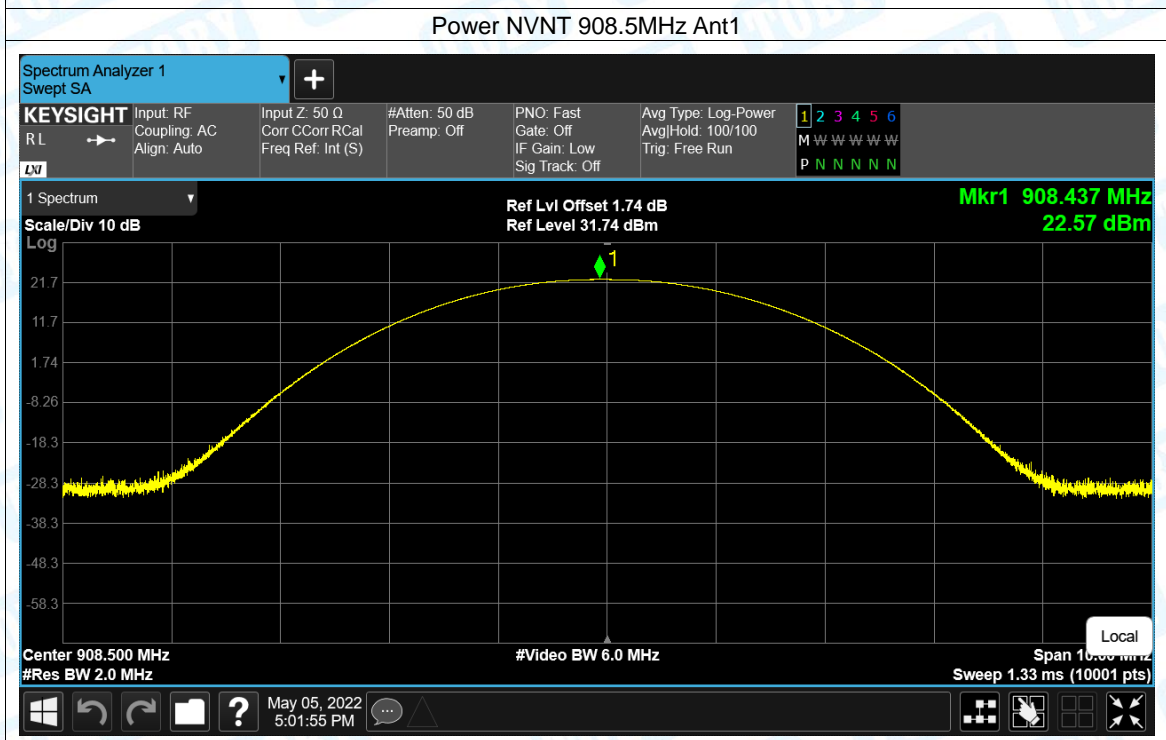 Power NVNT 908.5MHz Ant1
Spectrum Analyzer 1
Swept SA
KEYSIGHT
R L
LXI
Input: RF
Coupling: AC
Align: Auto
Input Z: 50 Ω
Corr CCorr RCal
Freq Ref: Int (S)
#Atten: 50 dB
Preamp: Off
PNO: Fast
Gate: Off
IF Gain: Low
Sig Track: Off
Avg Type: Log-Power
Avg|Hold: 100/100
Trig: Free Run
1 2 3 4 5 6
M W W W W W W
P N N N N N N
1 Spectrum
Scale/Div 10 dB
Log
Ref Lvl Offset 1.74 dB
Ref Level 31.74 dBm
Mkr1 908.437 MHz
22.57 dBm
1
21.7
11.7
1.74
-8.26
-18.3
-28.3
-38.3
-48.3
-58.3
Local
Center 908.500 MHz
#Video BW 6.0 MHz
Span
#Res BW 2.0 MHz
Sweep 1.33 ms (10001 pts)
?
May 05, 2022
5:01:55 PM